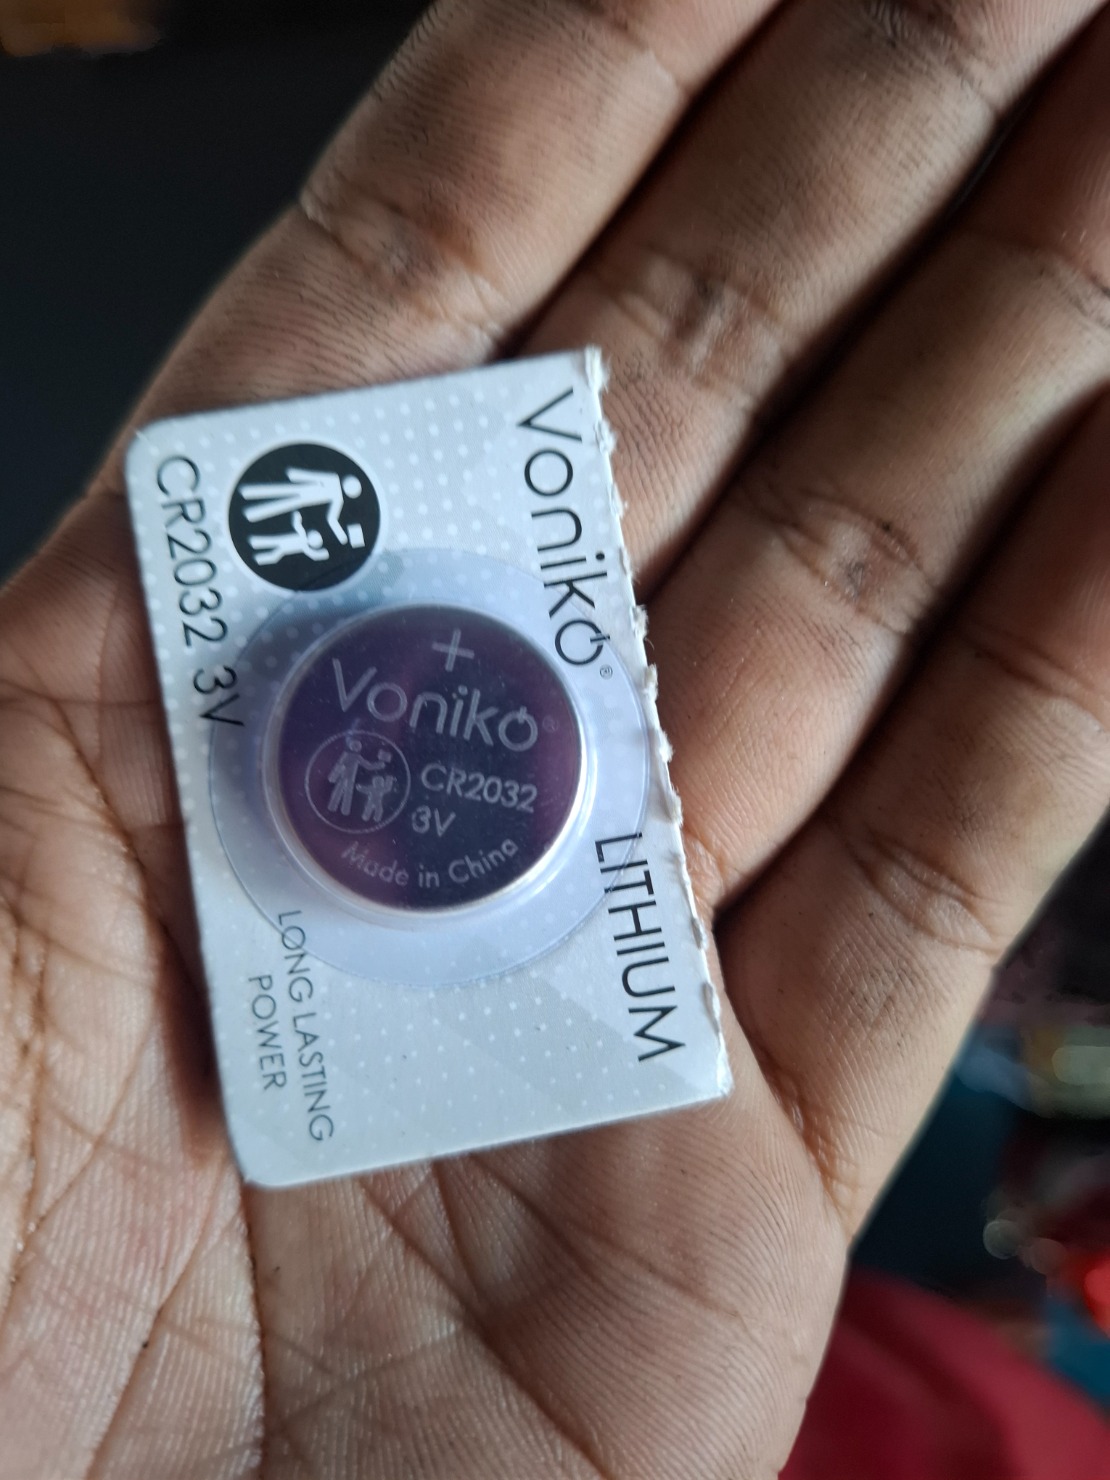 Voniko®
LITHIUM
CR2032 3V
LONG LASTING
POWER
+
Voniko®
CR2032
3V
Made in China